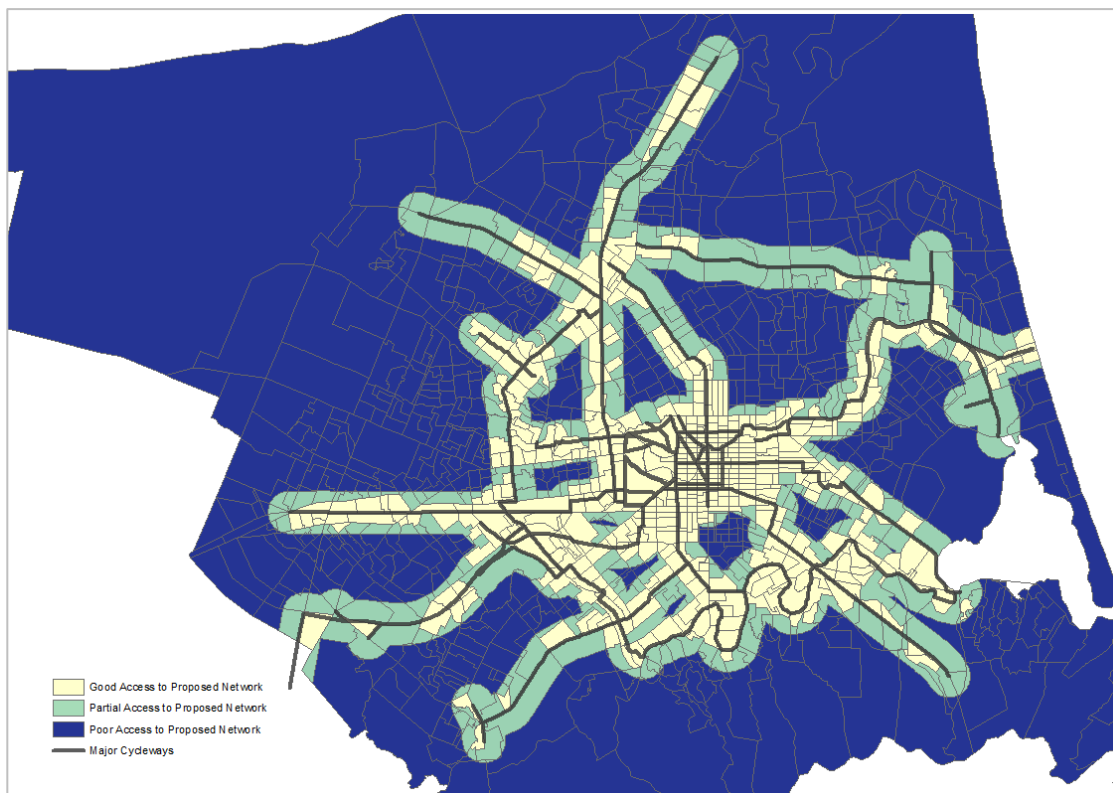 Good Access to Proposed Network
Partial Access to Proposed Network
Poor Access to Proposed Network
Major Cycleways